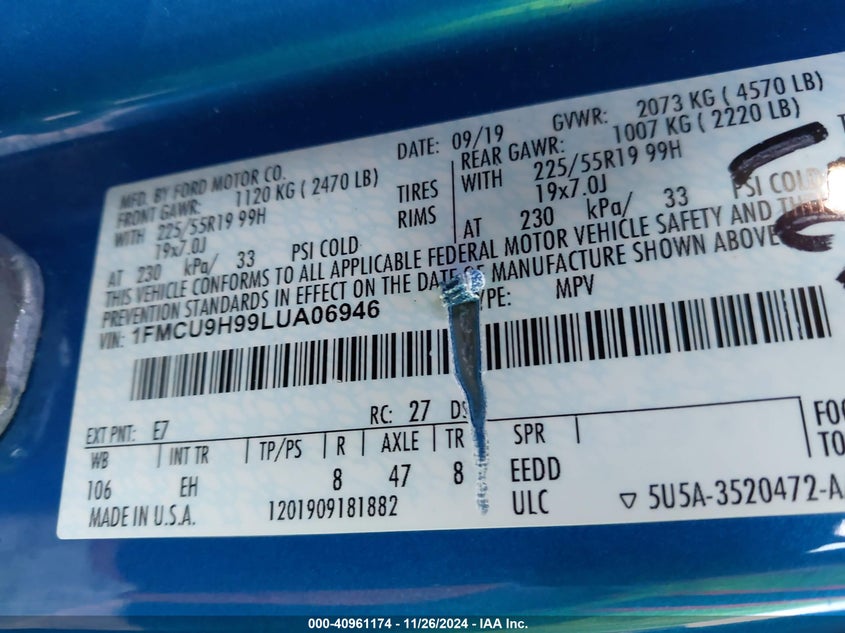 MFD. BY FORD MOTOR CO. DATE: 09/19 GVWR: 2073 KG ( 4570 LB)
FRONT GAWR: 1120 KG ( 2470 LB) REAR GAWR: 1007 KG ( 2220 LB)
WITH 225/55R19 99H TIRES WITH 225/55R19 99H
19x7.0J RIMS 19x7.0J
AT 230 kPa/ 33 PSI COLD AT 230 kPa/ 33 PSI COLD
THIS VEHICLE CONFORMS TO ALL APPLICABLE FEDERAL MOTOR VEHICLE SAFETY AND
PREVENTION STANDARDS IN EFFECT ON THE DATE OF MANUFACTURE SHOWN ABOVE
VIN: 1FMCU9H99LUA06946 TYPE: MPV
EXT PNT: E7 RC: 27 DS
WB INT TR TP/PS R AXLE TR SPR
106 EH 8 47 8 EEDD
MADE IN U.S.A. 1201909181882 ULC
5U5A-3520472-A
TO
000-40961174 - 11/26/2024 - IAA Inc.